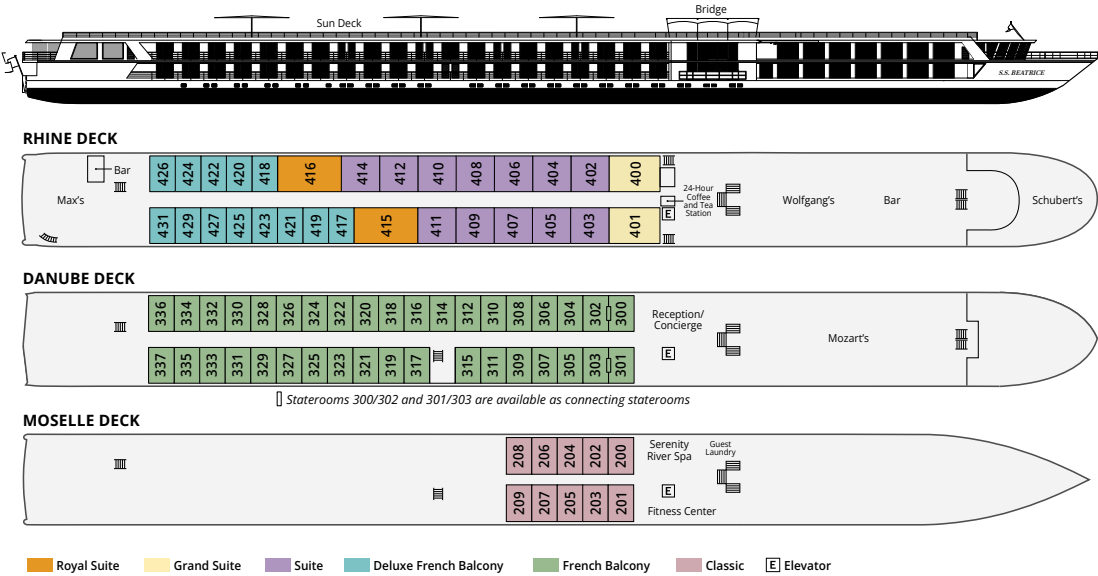 Bridge
Sun Deck
S.S. BEATRICE
RHINE DECK
426 424 422 420 418 416 414 412 410 408 406 404 402 400
Bar
Max's
24-Hour
Coffee
and Tea
Station
E
Wolfgang's Bar Schubert's
431 429 427 425 423 421 419 417 415 411 409 407 405 403 401
DANUBE DECK
336 334 332 330 328 326 324 322 320 318 316 314 312 310 308 306 304 302 300
Reception/
Concierge
Mozart's
E
337 335 333 331 329 327 325 323 321 319 317 315 311 309 307 305 303 301
Staterooms 300/302 and 301/303 are available as connecting staterooms
MOSELLE DECK
208 206 204 202 200
Serenity
River Spa
Guest
Laundry
E
209 207 205 203 201
Fitness Center
Royal Suite Grand Suite Suite Deluxe French Balcony French Balcony Classic E Elevator